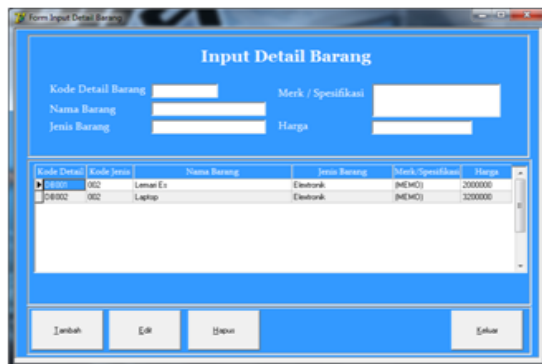 Form Input Detail Barang
Input Detail Barang
Kode Detail Barang
Merk / Spesifikasi
Nama Barang
Jenis Barang
Harga
Kode Detail Kode Jenis Nama Barang Jenis Barang Merk/Spesifikasi Harga
DB001 002 Lemari Es Elektronik (MEMO) 2000000
DB002 002 Laptop Elektronik (MEMO) 3200000
Tambah Edit Hapus Keluar